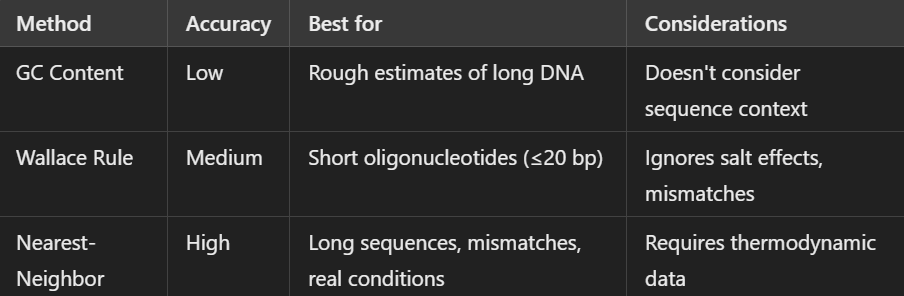 Method Accuracy Best for Considerations
GC Content Low Rough estimates of long DNA Doesn't consider
sequence context
Wallace Rule Medium Short oligonucleotides (≤20 bp) Ignores salt effects,
mismatches
Nearest- High Long sequences, mismatches, Requires thermodynamic
Neighbor real conditions data